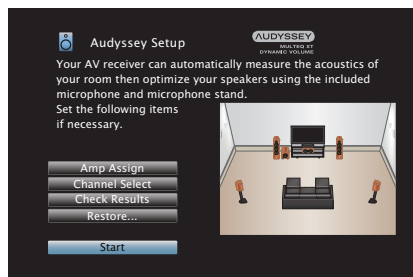 Audyssey Setup
AUDYSSEY
MULTEQ XT
DYNAMIC VOLUME
Your AV receiver can automatically measure the acoustics of
your room then optimize your speakers using the included
microphone and microphone stand.
Set the following items
if necessary.
Amp Assign
Channel Select
Check Results
Restore...
Start